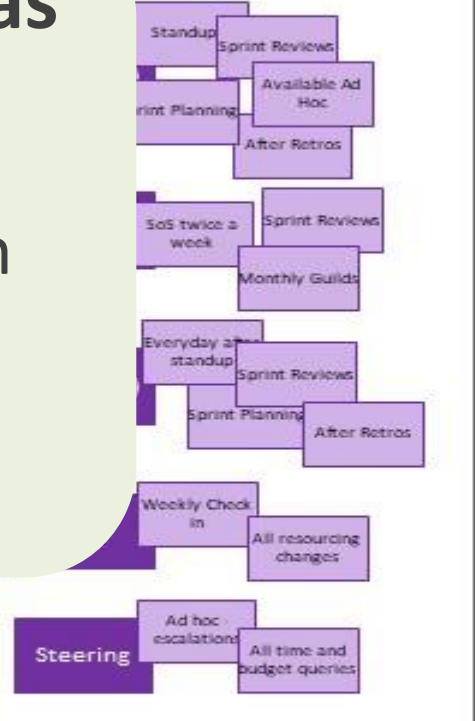 as
Standup
Sprint Reviews
Available Ad
Hoc
rint Planning
After Retros
SoS twice a
week
Sprint Reviews
Monthly Guilds
n
Everyday
standup
Sprint Reviews
Sprint Planning
After Retros
Weekly Check
in
All resourcing
changes
Ad hoc
escalations
All time and
budget queries
Steering